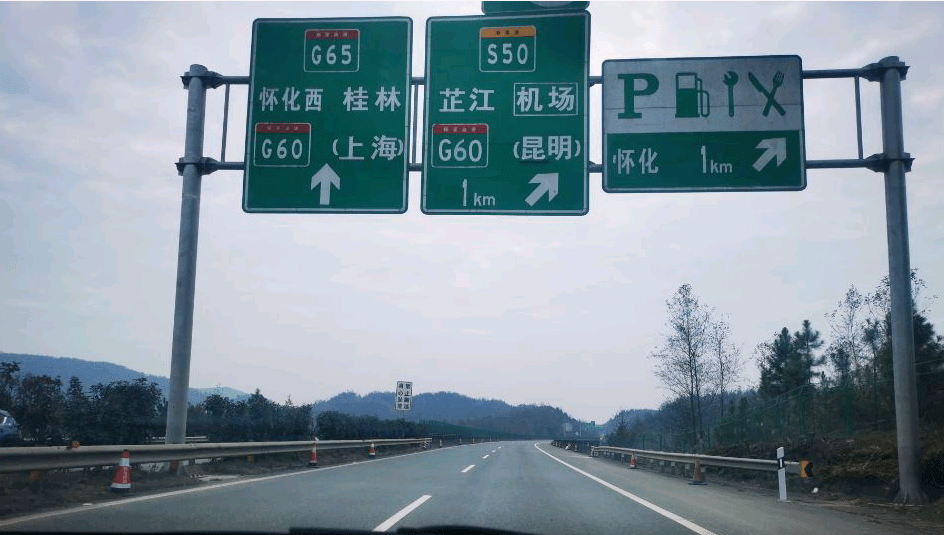 G65
怀化西 桂林
G60 (上海)
S50
芷江 机场
G60 (昆明)
1km
P
怀化 1km